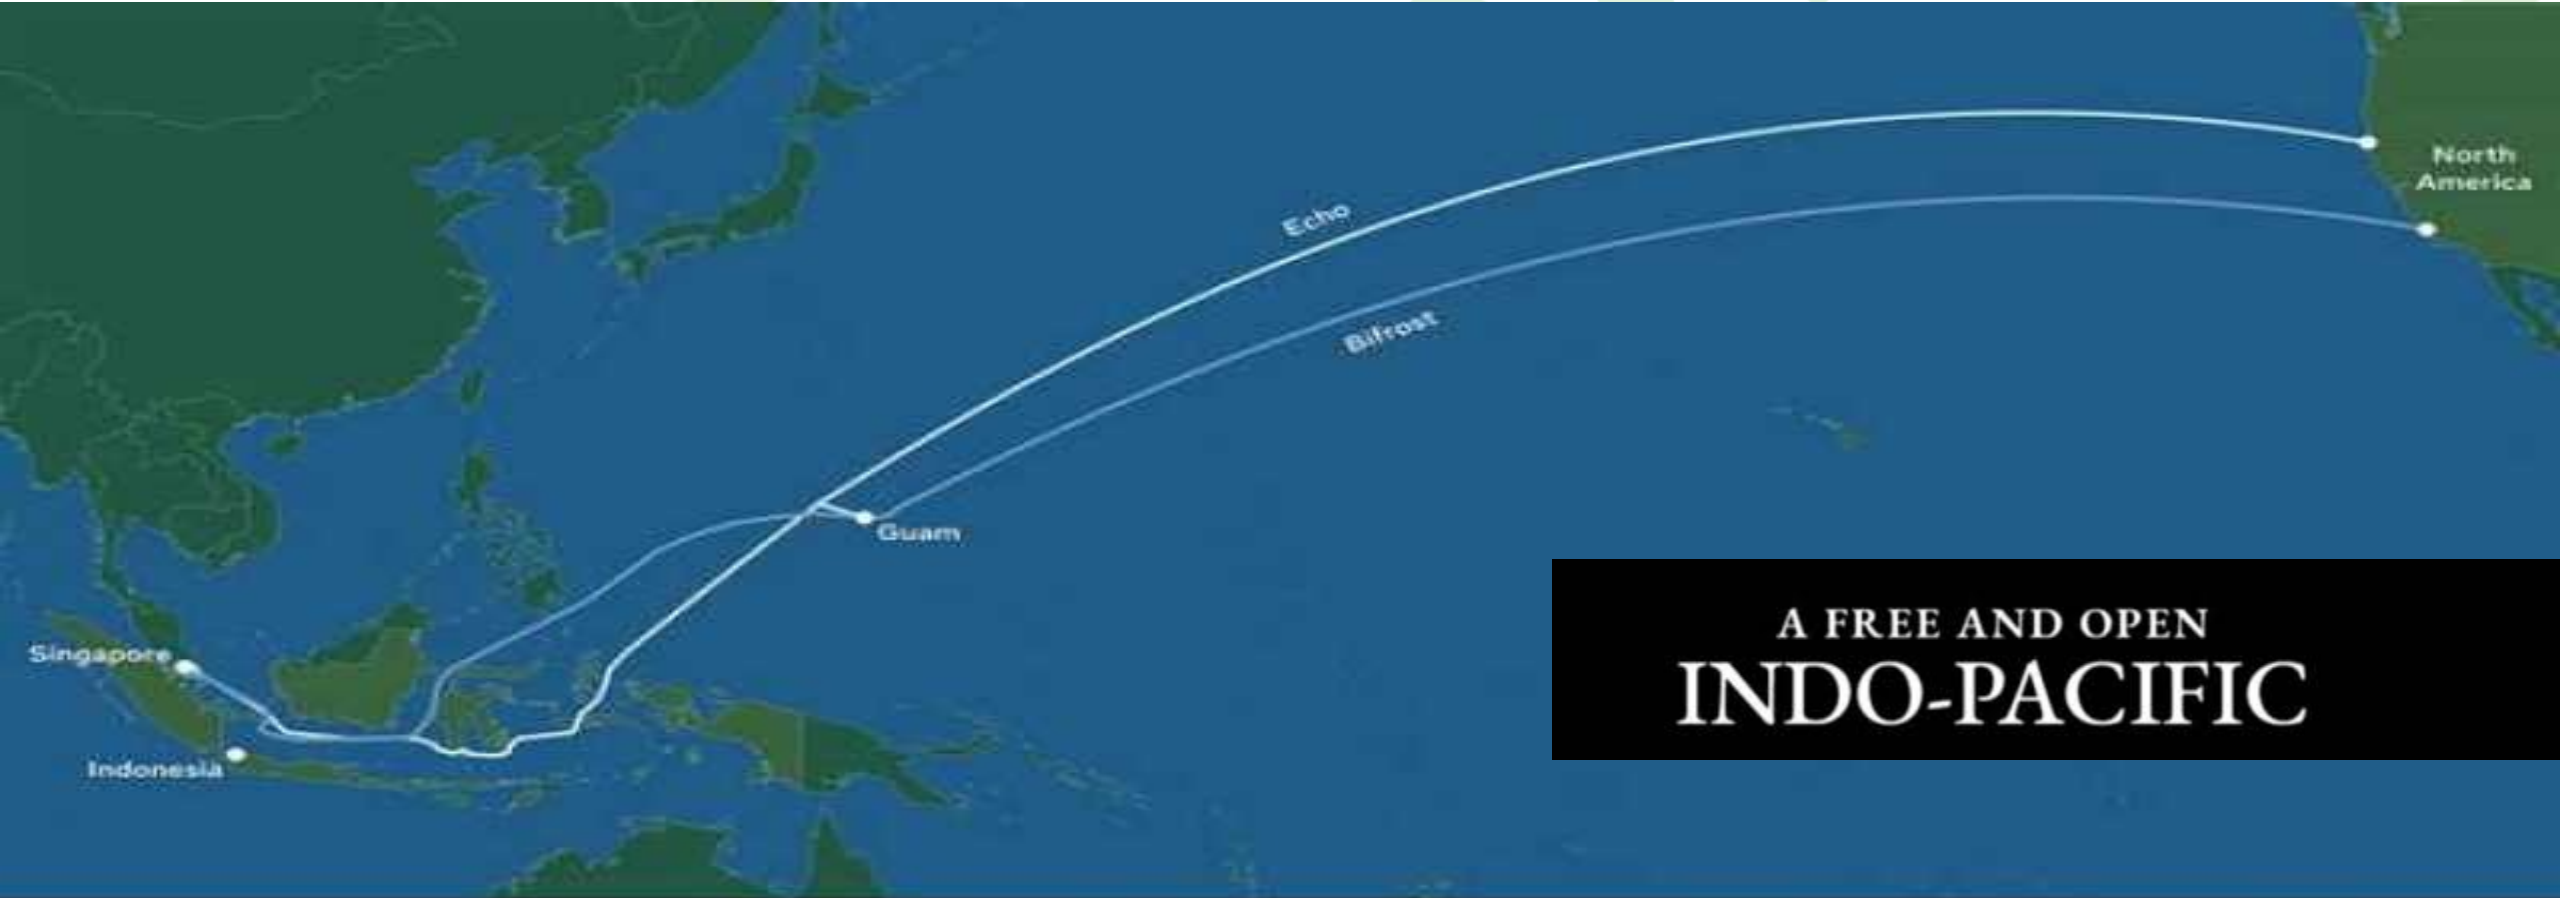 North
America
Echo
Bifrost
Guam
Singapore
Indonesia
A FREE AND OPEN
INDO-PACIFIC